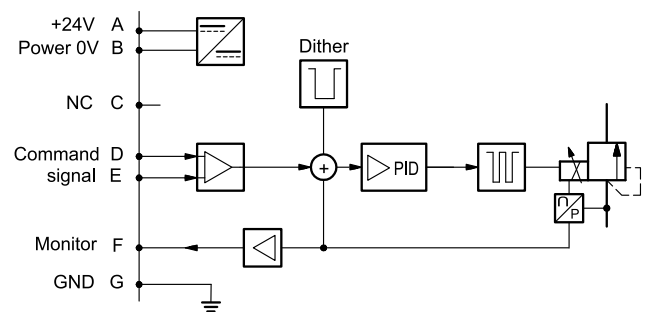 +24V A
Power 0V B
Dither
NC C
Command D
signal E
+
PID
P
Monitor F
GND G